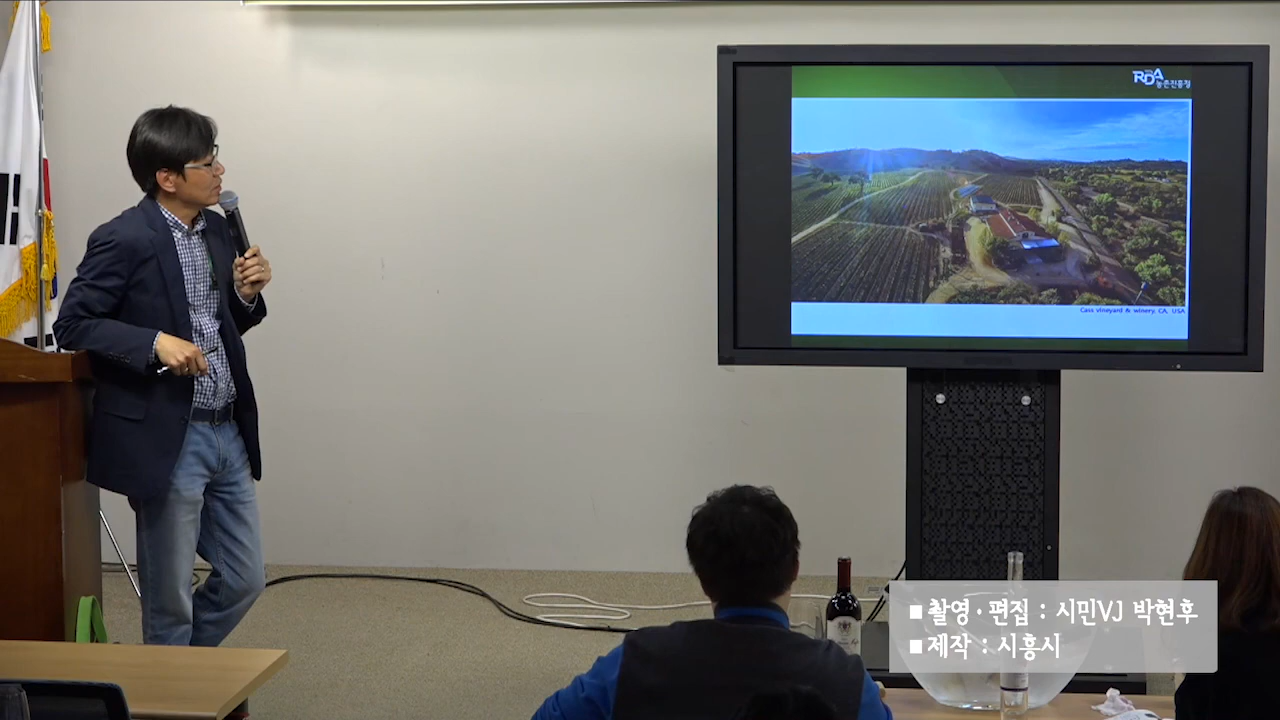 RDA 농촌진흥청
Cass vineyard & winery, CA, USA
■ 촬영·편집 : 시민VJ 박현후
■ 제작 : 시흥시